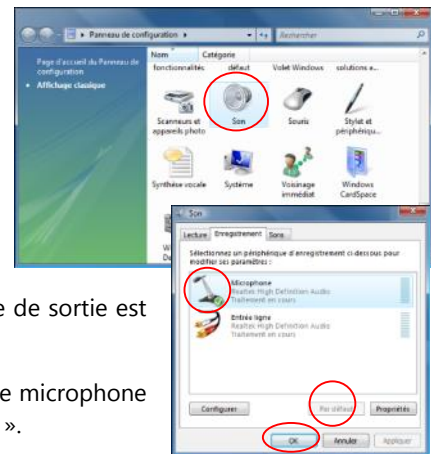 Panneau de configuration
Rechercher
Page d'accueil du Panneau de
configuration
Affichage classique
Nom Catégorie
fonctionnalités défaut Volet Windows solutions e...
Scanneurs et
appareils photo
Son
Souris
Stylet et
périphériqu...
Synthèse vocale
Système
Voisinage
immédiat
Windows
CardSpace
Son
Lecture Enregistrement Sons
Sélectionnez un périphérique d'enregistrement ci-dessous pour
modifier ses paramètres :
Microphone
Realtek High Definition Audio
Traitement en cours
Entrée ligne
Realtek High Definition Audio
Traitement en cours
Configurer Par défaut Propriétés
OK Annuler Appliquer
e de sortie est
e microphone
».